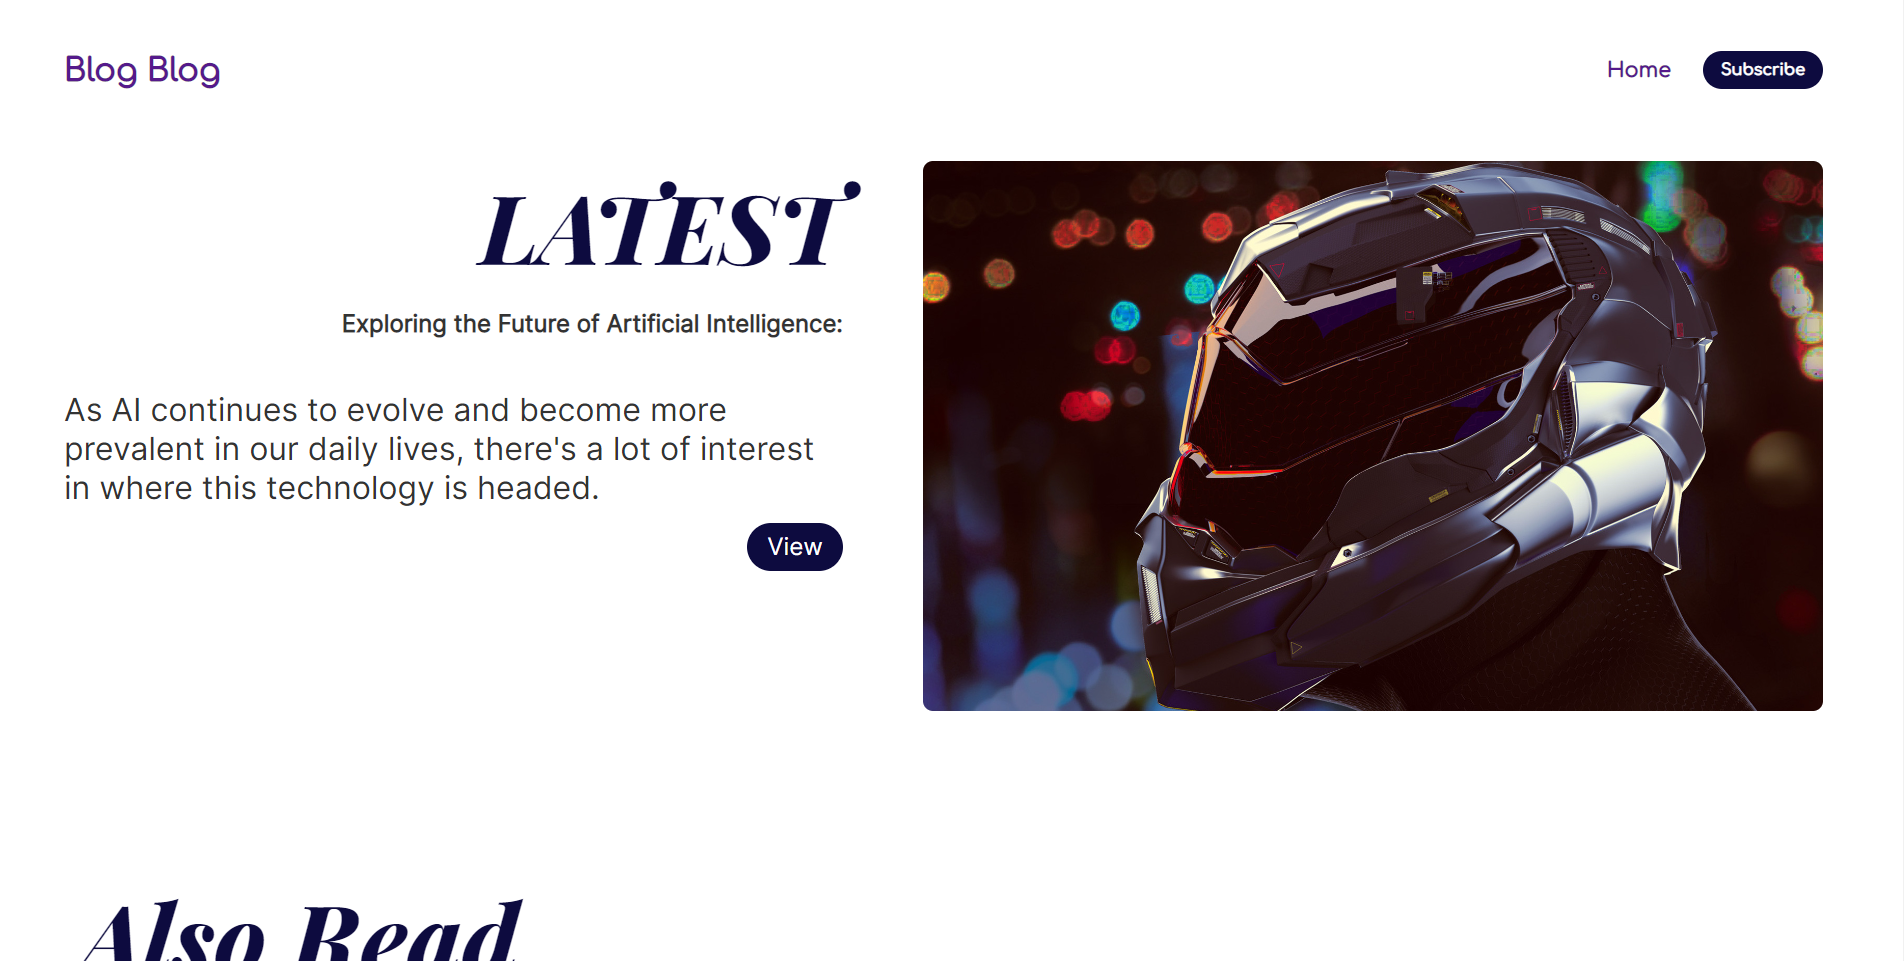 Blog Blog
Home
Subscribe
LATEST
Exploring the Future of Artificial Intelligence:
As AI continues to evolve and become more
prevalent in our daily lives, there's a lot of interest
in where this technology is headed.
View
Also Read